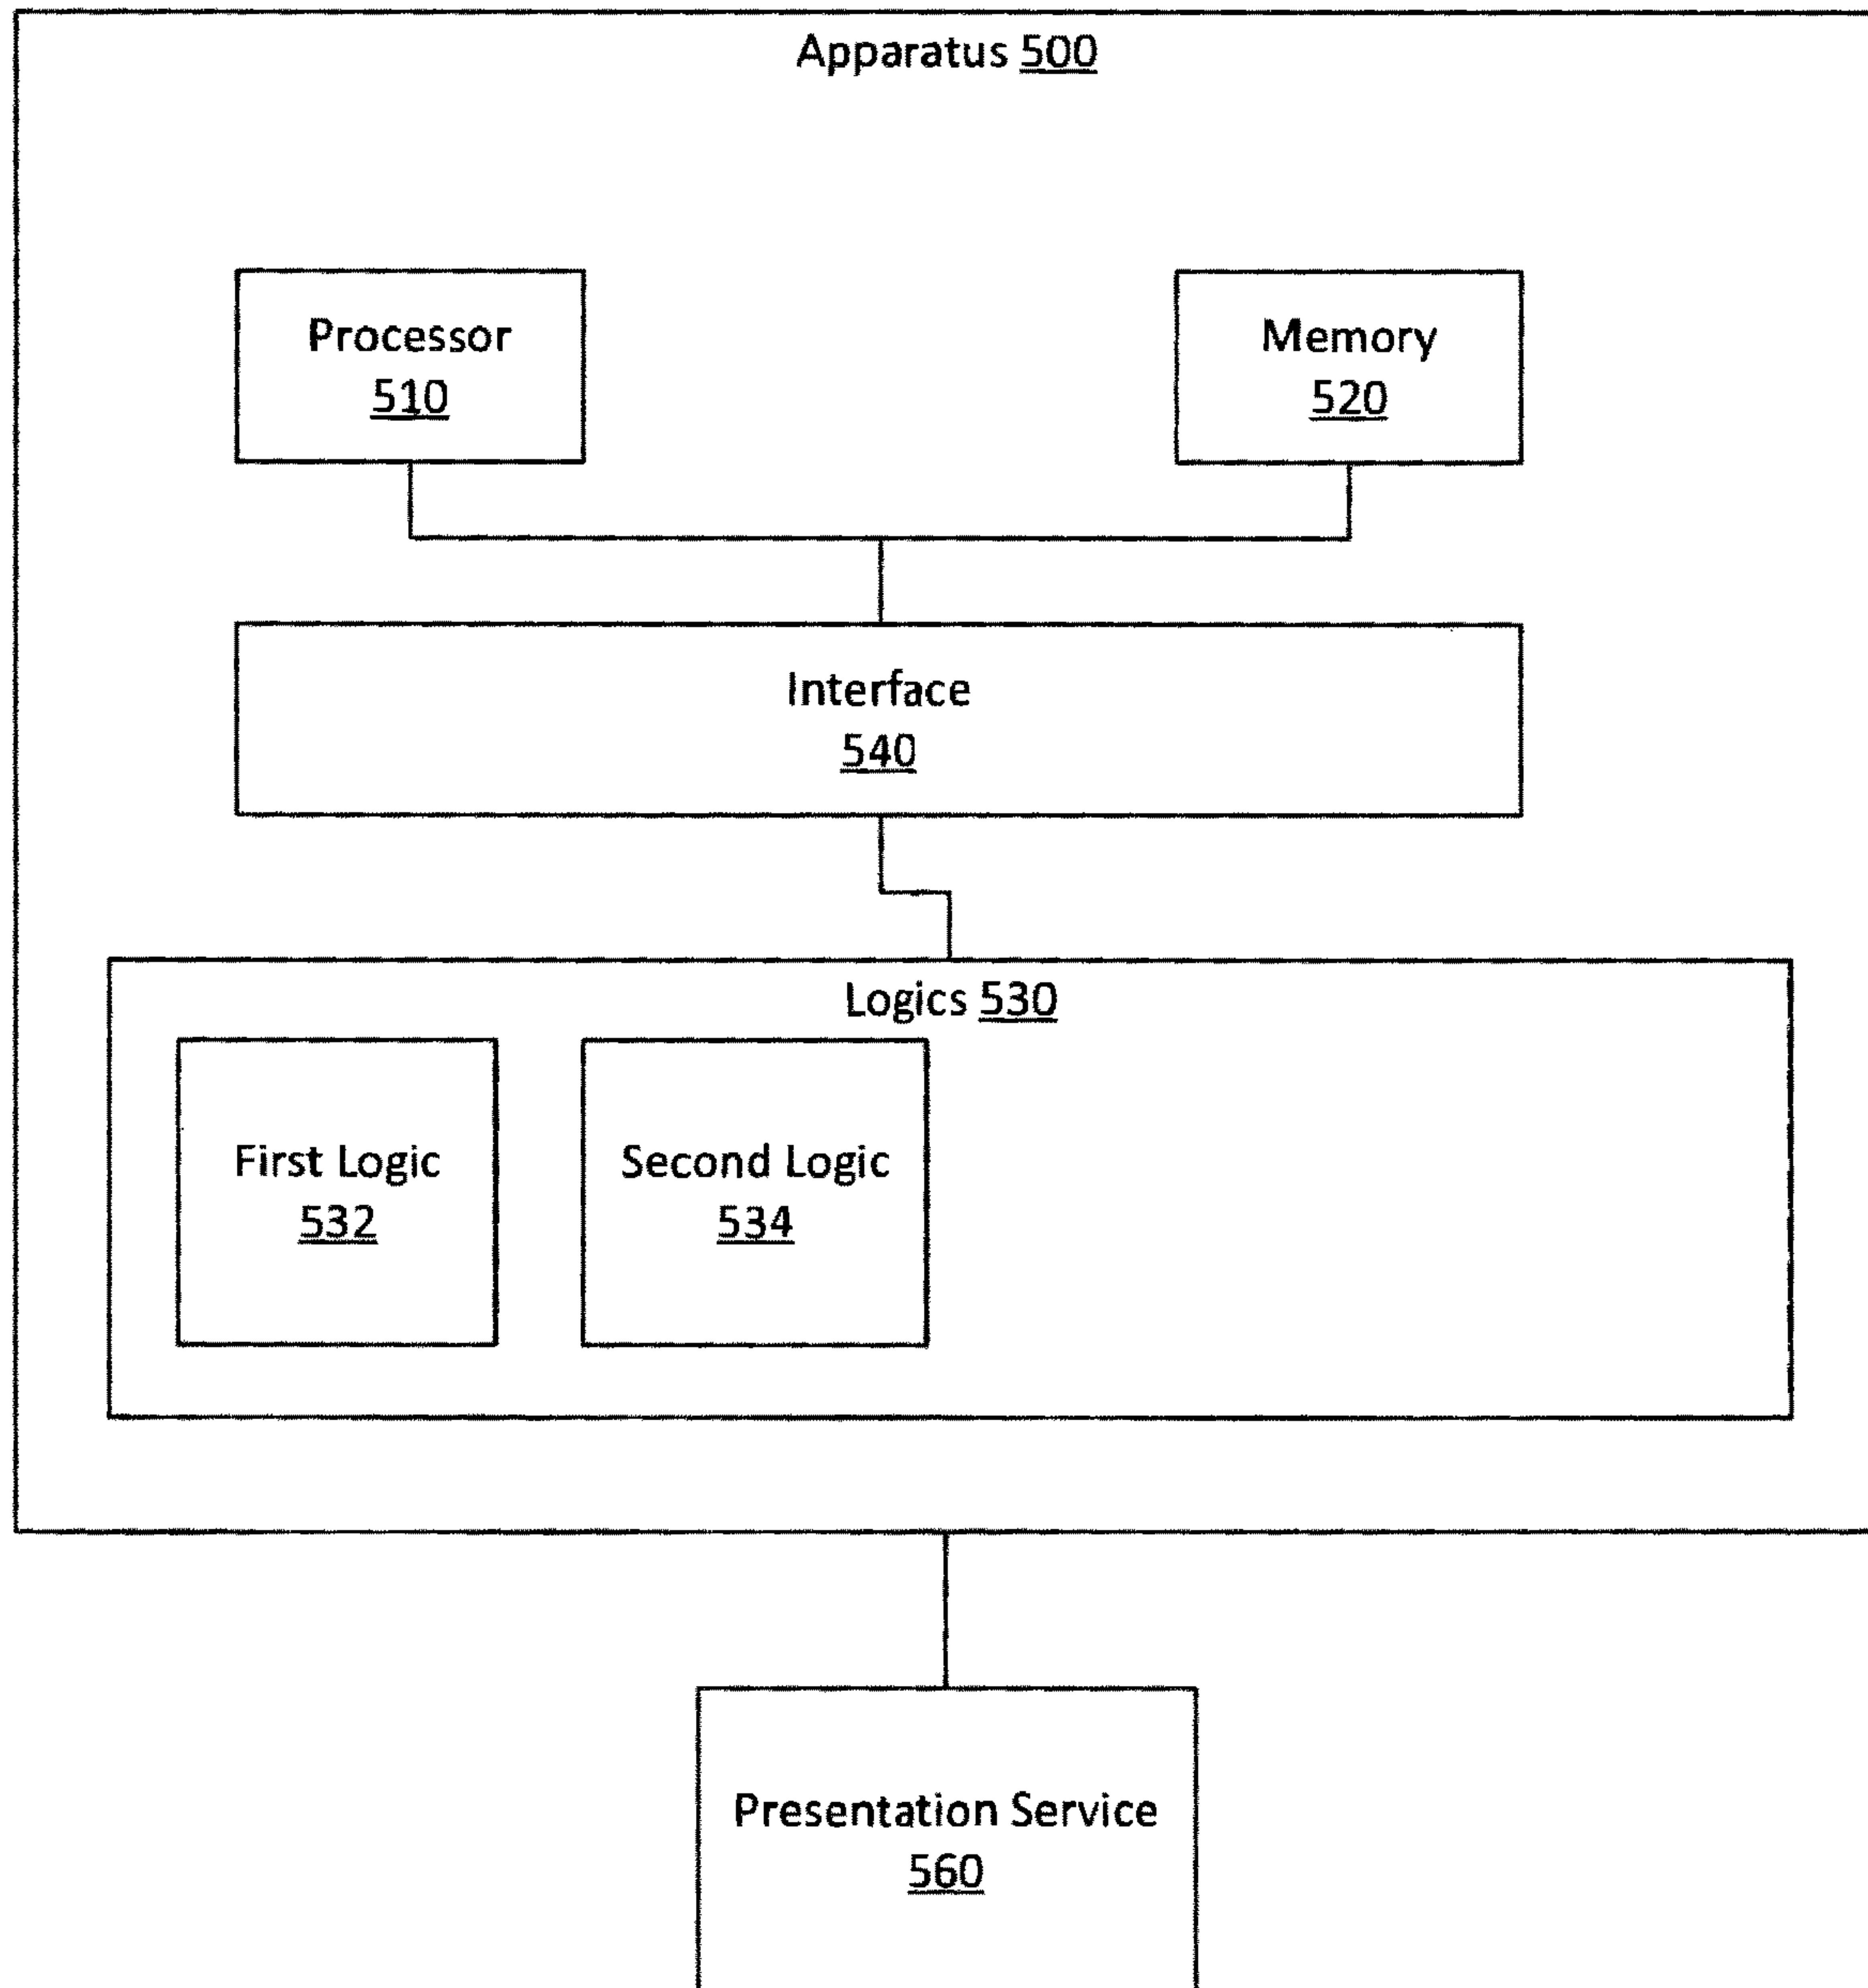 Apparatus 500
Processor
510
Memory
520
Interface
540
Logics 530
First Logic
532
Second Logic
534
Presentation Service
560